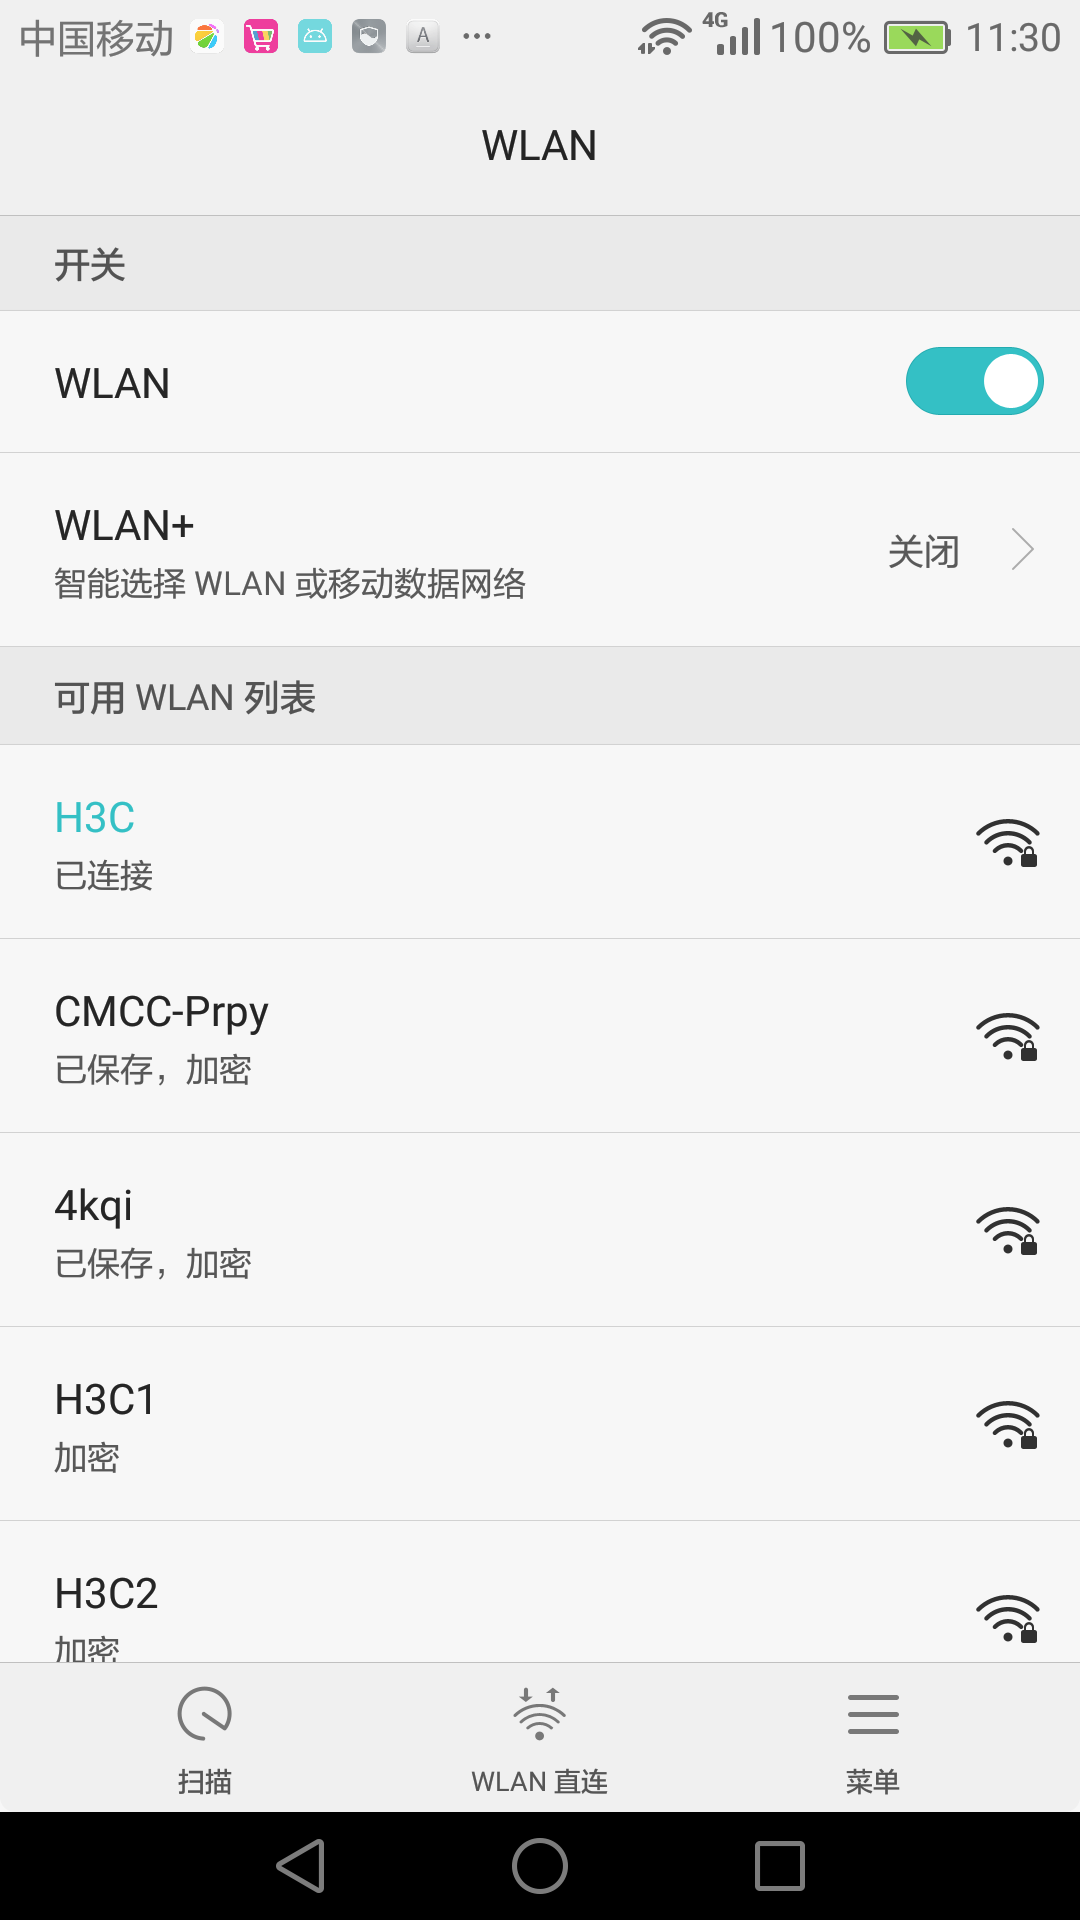 中国移动 A ... 4G 100% 11:30
WLAN
开关
WLAN
WLAN+
智能选择 WLAN 或移动数据网络
关闭
可用 WLAN 列表
H3C
已连接
CMCC-Prpy
已保存，加密
4kqi
已保存，加密
H3C1
加密
H3C2
加密
扫描 WLAN 直连 菜单